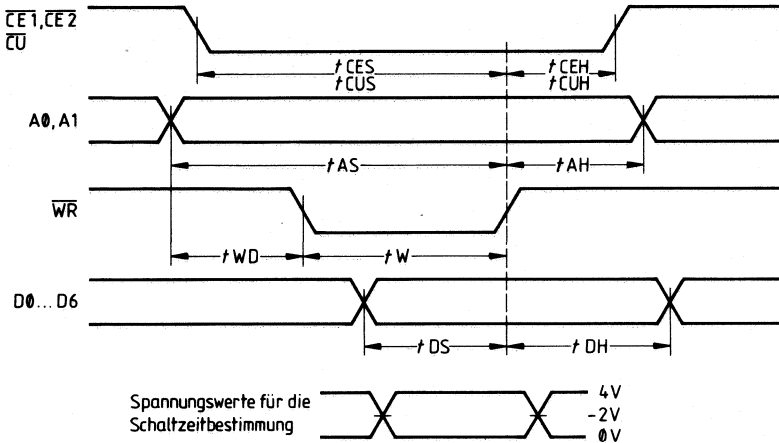 CE1,CE2
CU
tCES
tCUS
tCEH
tCUH
A0,A1
tAS
tAH
WR
tWD
tW
D0...D6
tDS
tDH
Spannungswerte für die
Schaltzeitbestimmung
4V
-2V
0V